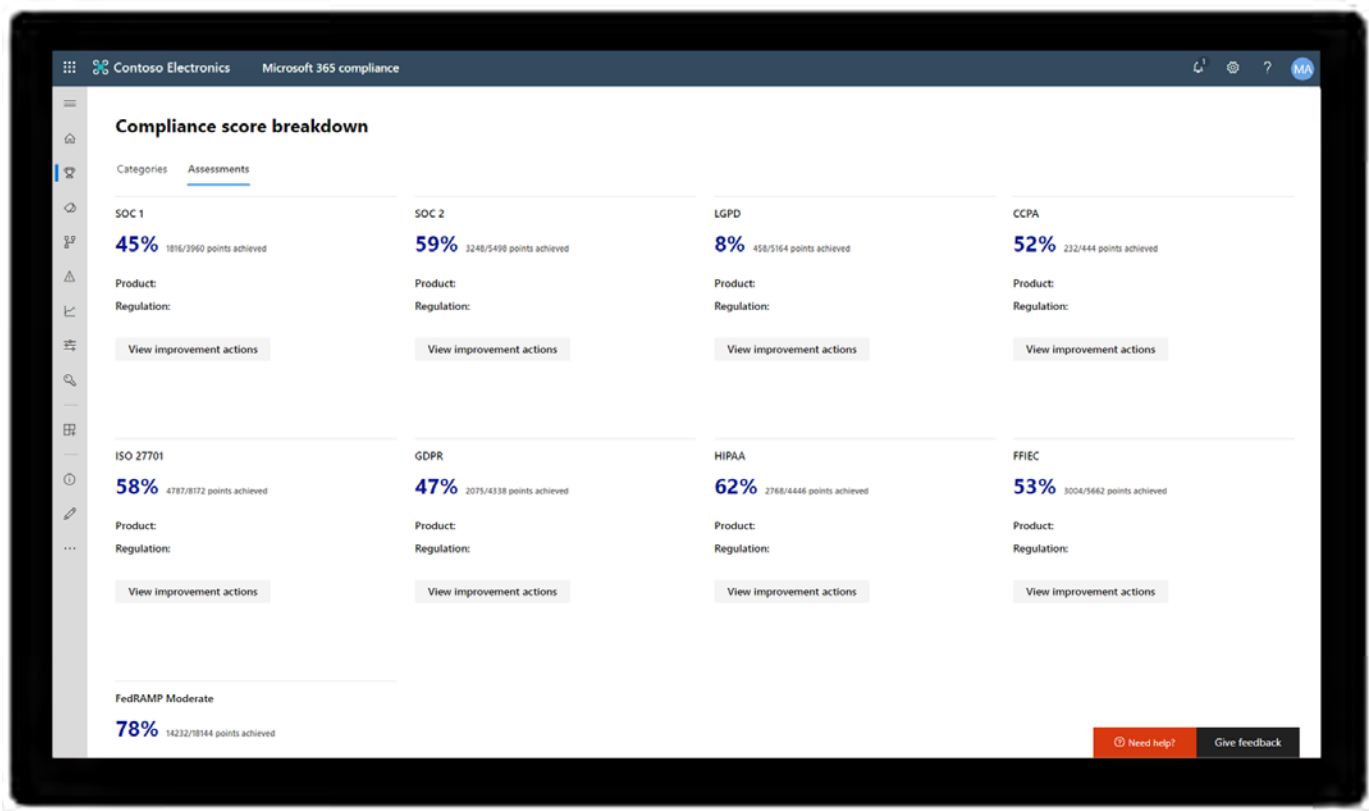 Contoso Electronics Microsoft 365 compliance 1 ? MA
Compliance score breakdown
Categories Assessments
SOC 1 SOC 2 LGPD CCPA
45% 1816/3960 points achieved 59% 3248/5498 points achieved 8% 458/5164 points achieved 52% 232/444 points achieved
Product: Product: Product: Product:
Regulation: Regulation: Regulation: Regulation:
View improvement actions View improvement actions View improvement actions View improvement actions
ISO 27701 GDPR HIPAA FFIEC
58% 4787/8172 points achieved 47% 2075/4338 points achieved 62% 2768/4446 points achieved 53% 3004/5662 points achieved
Product: Product: Product: Product:
Regulation: Regulation: Regulation: Regulation:
View improvement actions View improvement actions View improvement actions View improvement actions
FedRAMP Moderate
78% 14232/18144 points achieved
Need help? Give feedback